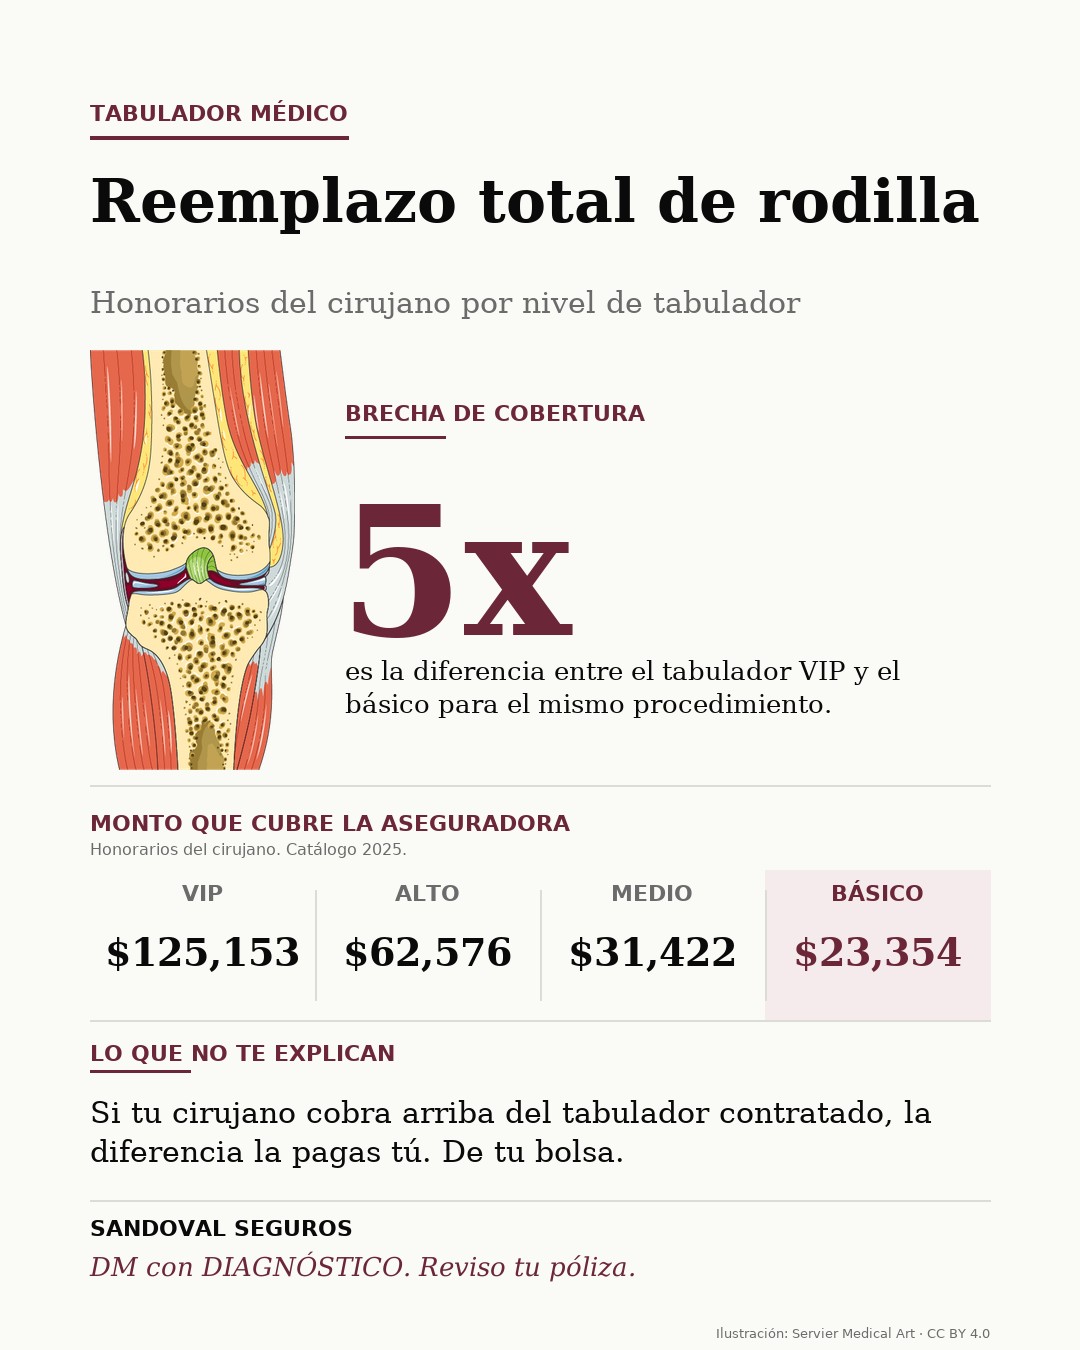 TABULADOR MÉDICO
Reemplazo total de rodilla
Honorarios del cirujano por nivel de tabulador
BRECHA DE COBERTURA
5x
es la diferencia entre el tabulador VIP y el
básico para el mismo procedimiento.
MONTO QUE CUBRE LA ASEGURADORA
Honorarios del cirujano. Catálogo 2025.
VIP ALTO MEDIO BÁSICO
$125,153 $62,576 $31,422 $23,354
LO QUE NO TE EXPLICAN
Si tu cirujano cobra arriba del tabulador contratado, la
diferencia la pagas tú. De tu bolsa.
SANDOVAL SEGUROS
DM con DIAGNÓSTICO. Reviso tu póliza.
Ilustración: Servier Medical Art · CC BY 4.0